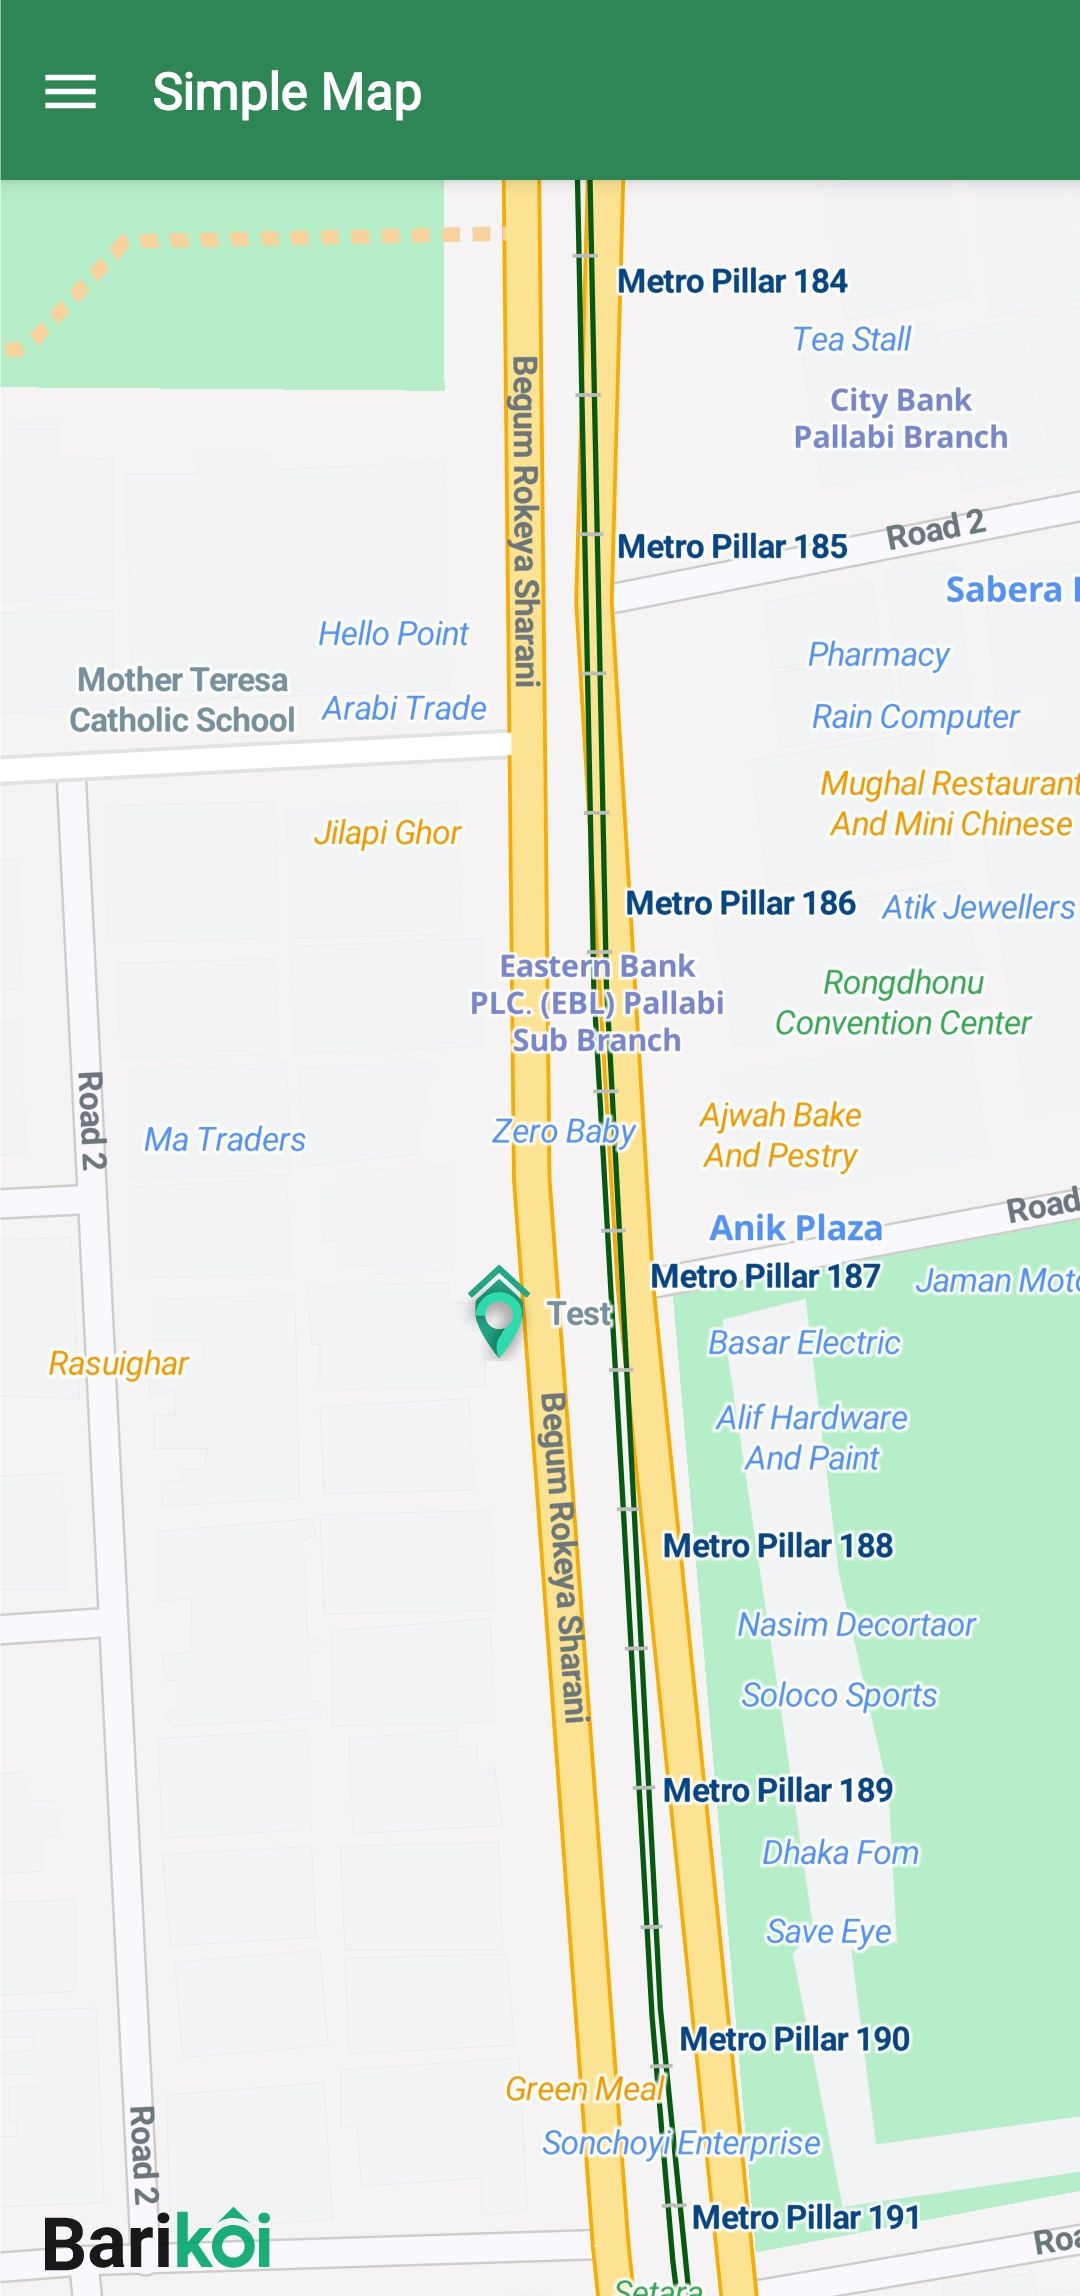 Simple Map
Metro Pillar 184
Tea Stall
City Bank
Pallabi Branch
Begum Rokeya Sharani
Road 2
Metro Pillar 185
Sabera
Hello Point
Pharmacy
Mother Teresa
Catholic School
Arabi Trade
Rain Computer
Mughal Restaurant
And Mini Chinese
Jilapi Ghor
Metro Pillar 186
Atik Jewellers
Eastern Bank
PLC. (EBL) Pallabi
Sub Branch
Rongdhonu
Convention Center
Road 2
Ma Traders
Zero Baby
Ajwah Bake
And Pestry
Road
Anik Plaza
Metro Pillar 187
Jaman
Test
Basar Electric
Rasuighar
Alif Hardware
And Paint
Begum Rokeya Sharani
Metro Pillar 188
Nasim Decortaor
Soloco Sports
Metro Pillar 189
Dhaka Fom
Save Eye
Metro Pillar 190
Green Meal
Sonchoyi Enterprise
Road 2
Metro Pillar 191
Barikôi
Setara